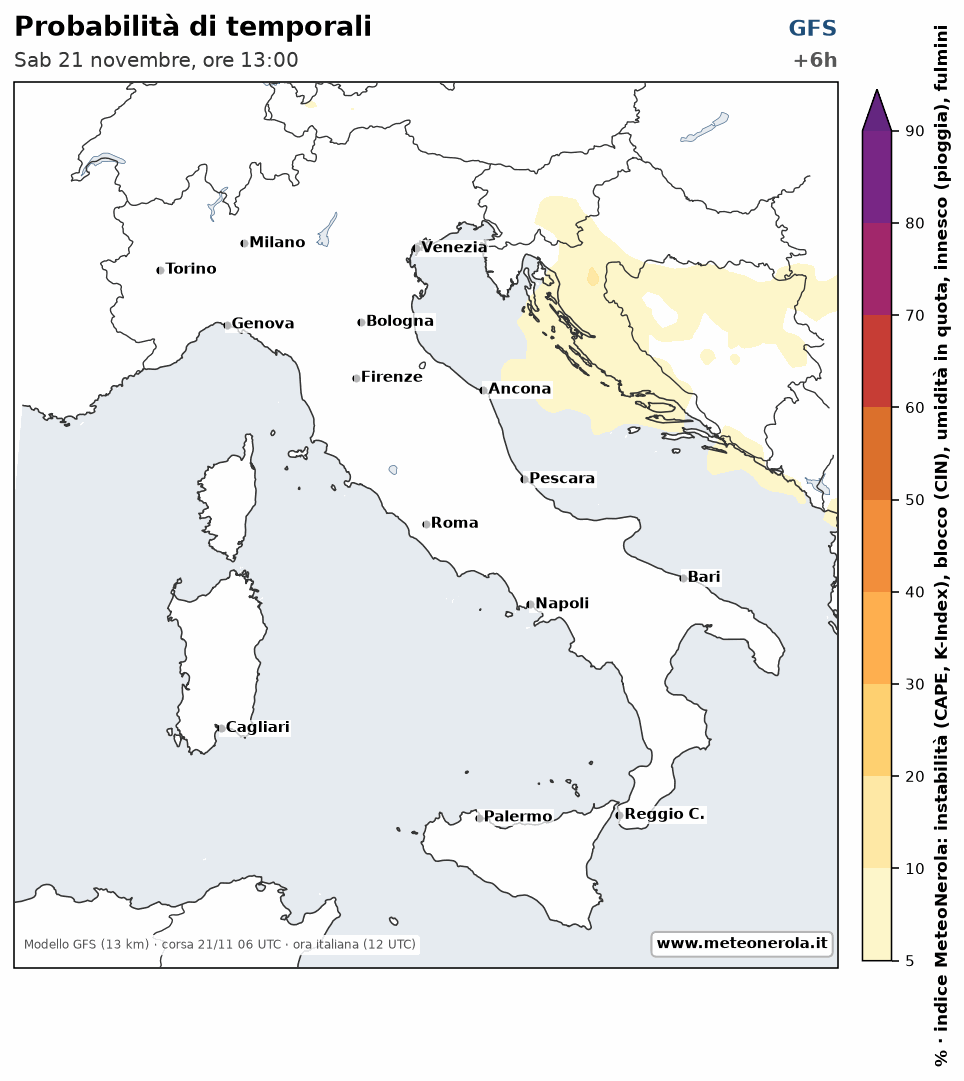 Probabilità di temporali
GFS
Sab 21 novembre, ore 13:00
+6h
Milano
Venezia
Torino
Genova
Bologna
Firenze
Ancona
Pescara
Roma
Bari
Napoli
Cagliari
Palermo
Reggio C.
Modello GFS (13 km) · corsa 21/11 06 UTC · ora italiana (12 UTC)
www.meteonerola.it
90
80
70
60
50
40
30
20
10
5
% · indice MeteoNerola: instabilità (CAPE, K-Index), blocco (CIN), umidità in quota, innesco (pioggia), fulmini